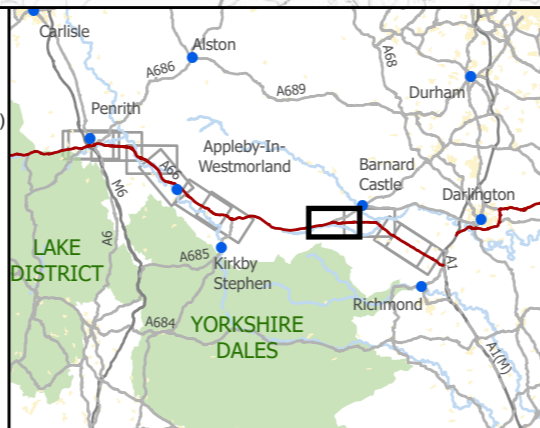 Carlisle
Alston
A686
A68
A689
Durham
Penrith
)
Appleby-In-
Westmorland
Barnard
Castle
A66
Darlington
M6
A6
LAKE
DISTRICT
A685
Kirkby
Stephen
A1
Richmond
A684
YORKSHIRE
DALES
A1(M)